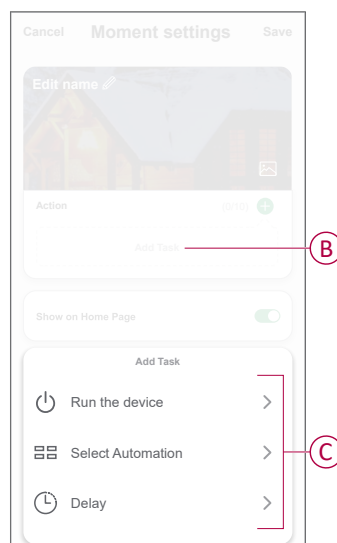 Cancel Moment settings Save
Edit name
Action (0/10)
Add Task
B
Show on Home Page
Add Task
Run the device
Select Automation
C
Delay